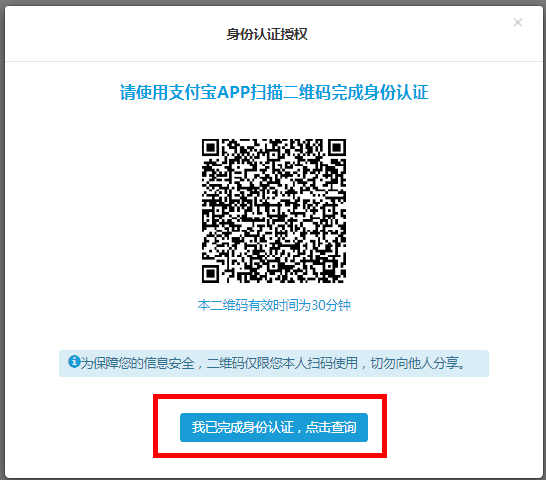 身份认证授权
请使用支付宝APP扫描二维码完成身份认证
本二维码有效时间为30分钟
为保障您的信息安全，二维码仅限您本人扫码使用，切勿向他人分享。
我已完成身份认证，点击查询